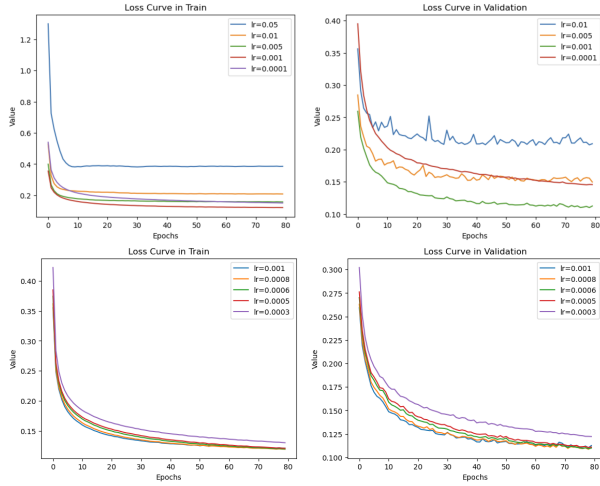 Loss Curve in Train
Value
1.2
1.0
0.8
0.6
0.4
0.2
0
10
20
30
40
50
60
70
80
Epochs
lr=0.05
lr=0.01
lr=0.005
lr=0.001
lr=0.0001
Loss Curve in Validation
Value
0.40
0.35
0.30
0.25
0.20
0.15
0.10
0
10
20
30
40
50
60
70
80
Epochs
lr=0.01
lr=0.005
lr=0.001
lr=0.0001
Loss Curve in Train
Value
0.40
0.35
0.30
0.25
0.20
0.15
0
10
20
30
40
50
60
70
80
Epochs
lr=0.001
lr=0.0008
lr=0.0006
lr=0.0005
lr=0.0003
Loss Curve in Validation
Value
0.300
0.275
0.250
0.225
0.200
0.175
0.150
0.125
0.100
0
10
20
30
40
50
60
70
80
Epochs
lr=0.001
lr=0.0008
lr=0.0006
lr=0.0005
lr=0.0003